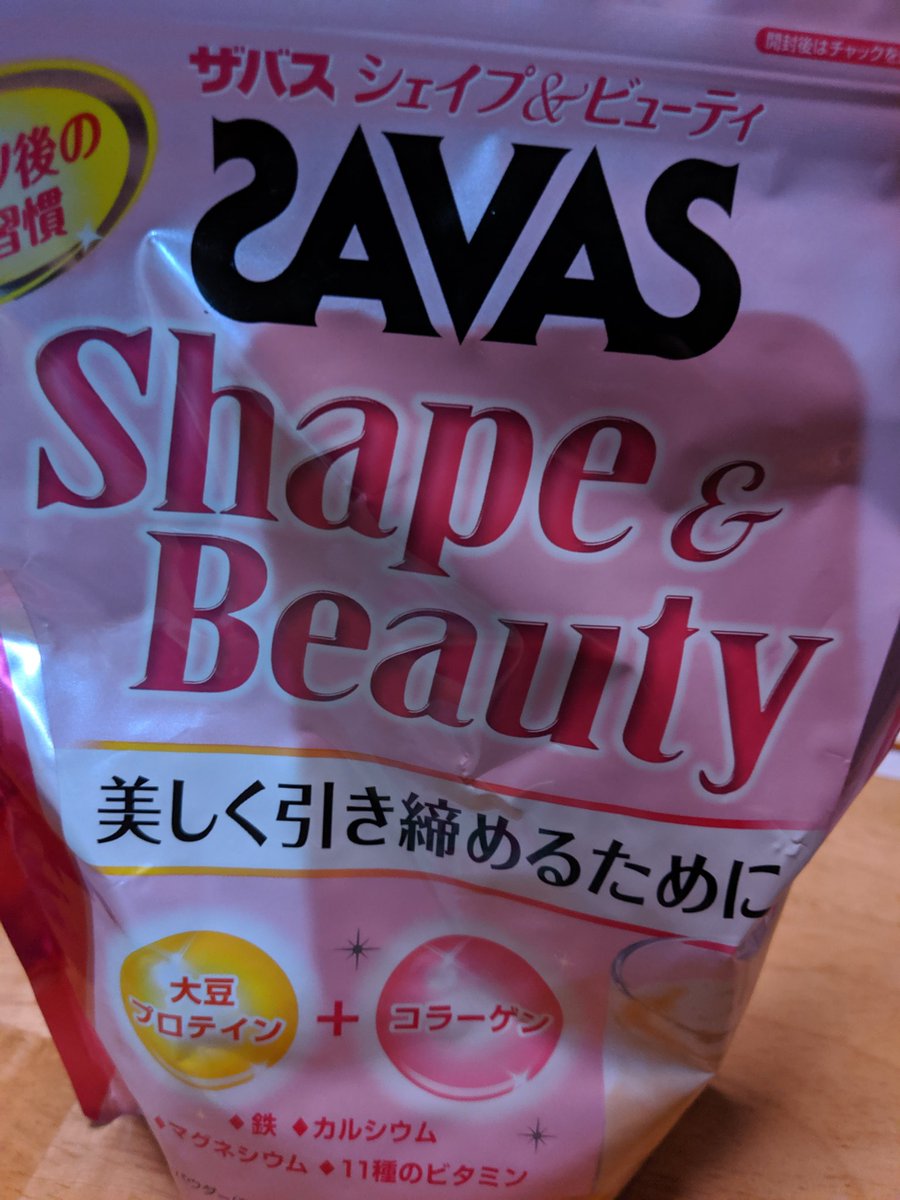 開封後はチャックを
ザバス シェイプ&ビューティ
後の
習慣
SAVAS
Shape &
Beauty
美しく引き締めるために
大豆
プロテイン
+
コラーゲン
◆鉄 ◆カルシウム
◆マグネシウム ◆11種のビタミン